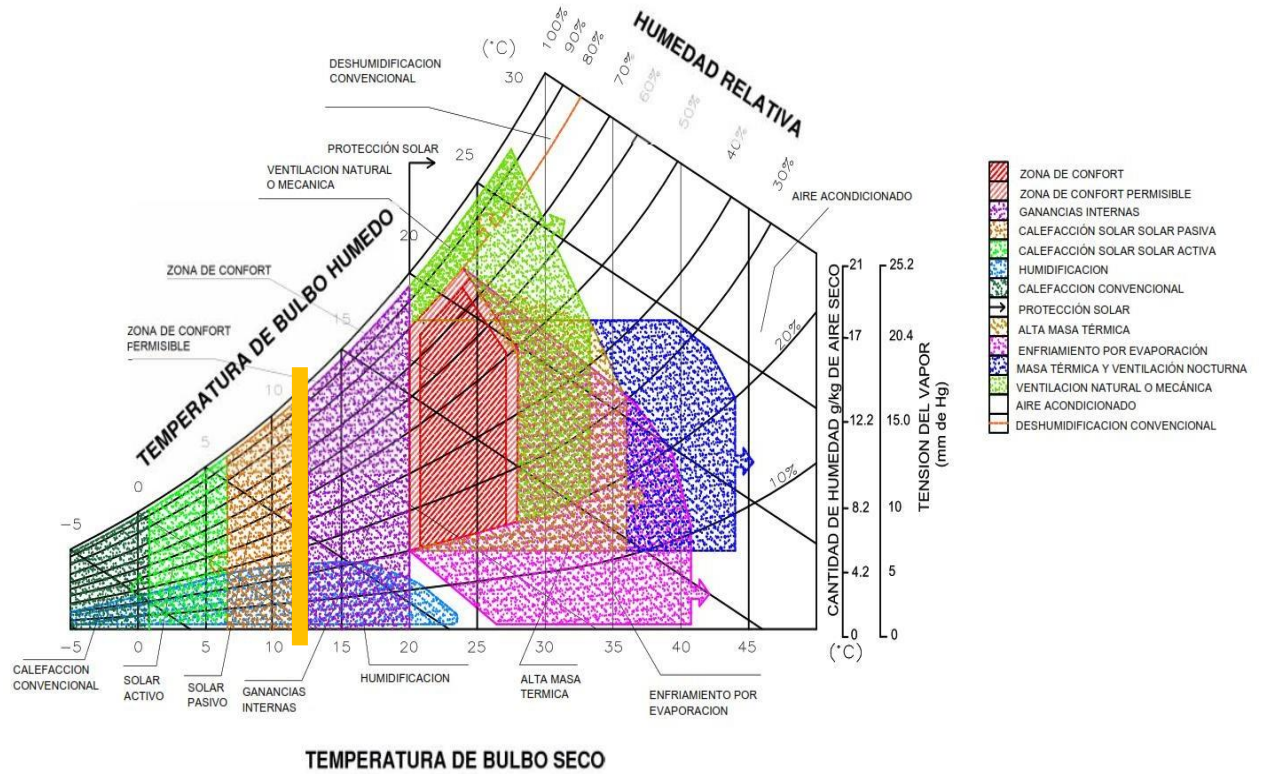 DESHUMIDIFICACION
CONVENCIONAL
(°C)
30
100%
90%
80%
70%
60%
50%
40%
30%
HUMEDAD RELATIVA
PROTECCIÓN SOLAR
25
VENTILACION NATURAL
O MECANICA
AIRE ACONDICIONADO
20
TEMPERATURA DE BULBO HUMEDO
ZONA DE CONFORT
15
ZONA DE CONFORT
PERMISIBLE
10
5
0
-5
20%
10%
CANTIDAD DE HUMEDAD g/kg DE AIRE SECO
21
17
12.2
8.2
4.2
0
TENSION DEL VAPOR
(mm de Hg)
25.2
20.4
15.0
10
5
0
ZONA DE CONFORT
ZONA DE CONFORT PERMISIBLE
GANANCIAS INTERNAS
CALEFACCIÓN SOLAR SOLAR PASIVA
CALEFACCIÓN SOLAR SOLAR ACTIVA
HUMIDIFICACION
CALEFACCION CONVENCIONAL
PROTECCIÓN SOLAR
ALTA MASA TÉRMICA
ENFRIAMIENTO POR EVAPORACIÓN
MASA TÉRMICA Y VENTILACIÓN NOCTURNA
VENTILACION NATURAL O MECÁNICA
AIRE ACONDICIONADO
DESHUMIDIFICACION CONVENCIONAL
-5 0 5 10 15 20 25 30 35 40 45 (°C)
CALEFACCION
CONVENCIONAL
SOLAR
ACTIVO
SOLAR
PASIVO
GANANCIAS
INTERNAS
HUMIDIFICACION
ALTA MASA
TERMICA
ENFRIAMIENTO POR
EVAPORACION
TEMPERATURA DE BULBO SECO